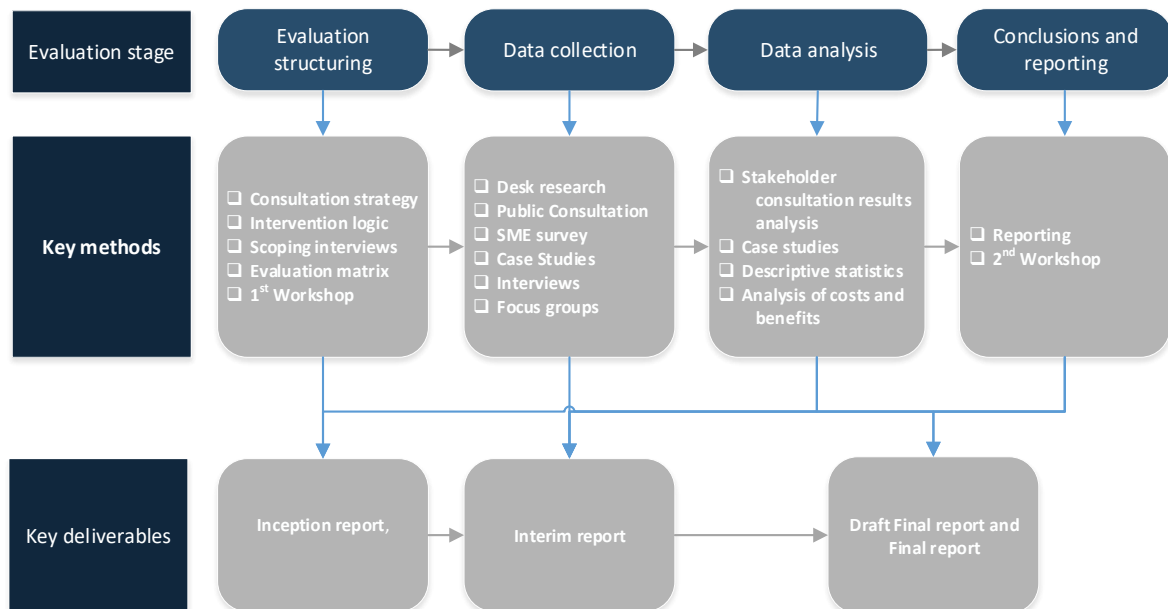 Evaluation stage
Evaluation
structuring
Data collection
Data analysis
Conclusions and
reporting
Key methods
❑ Consultation strategy
❑ Intervention logic
❑ Scoping interviews
❑ Evaluation matrix
❑ 1st Workshop
❑ Desk research
❑ Public Consultation
❑ SME survey
❑ Case Studies
❑ Interviews
❑ Focus groups
❑ Stakeholder
consultation results
analysis
❑ Case studies
❑ Descriptive statistics
❑ Analysis of costs and
benefits
❑ Reporting
❑ 2nd Workshop
Key deliverables
Inception report,
Interim report
Draft Final report and
Final report